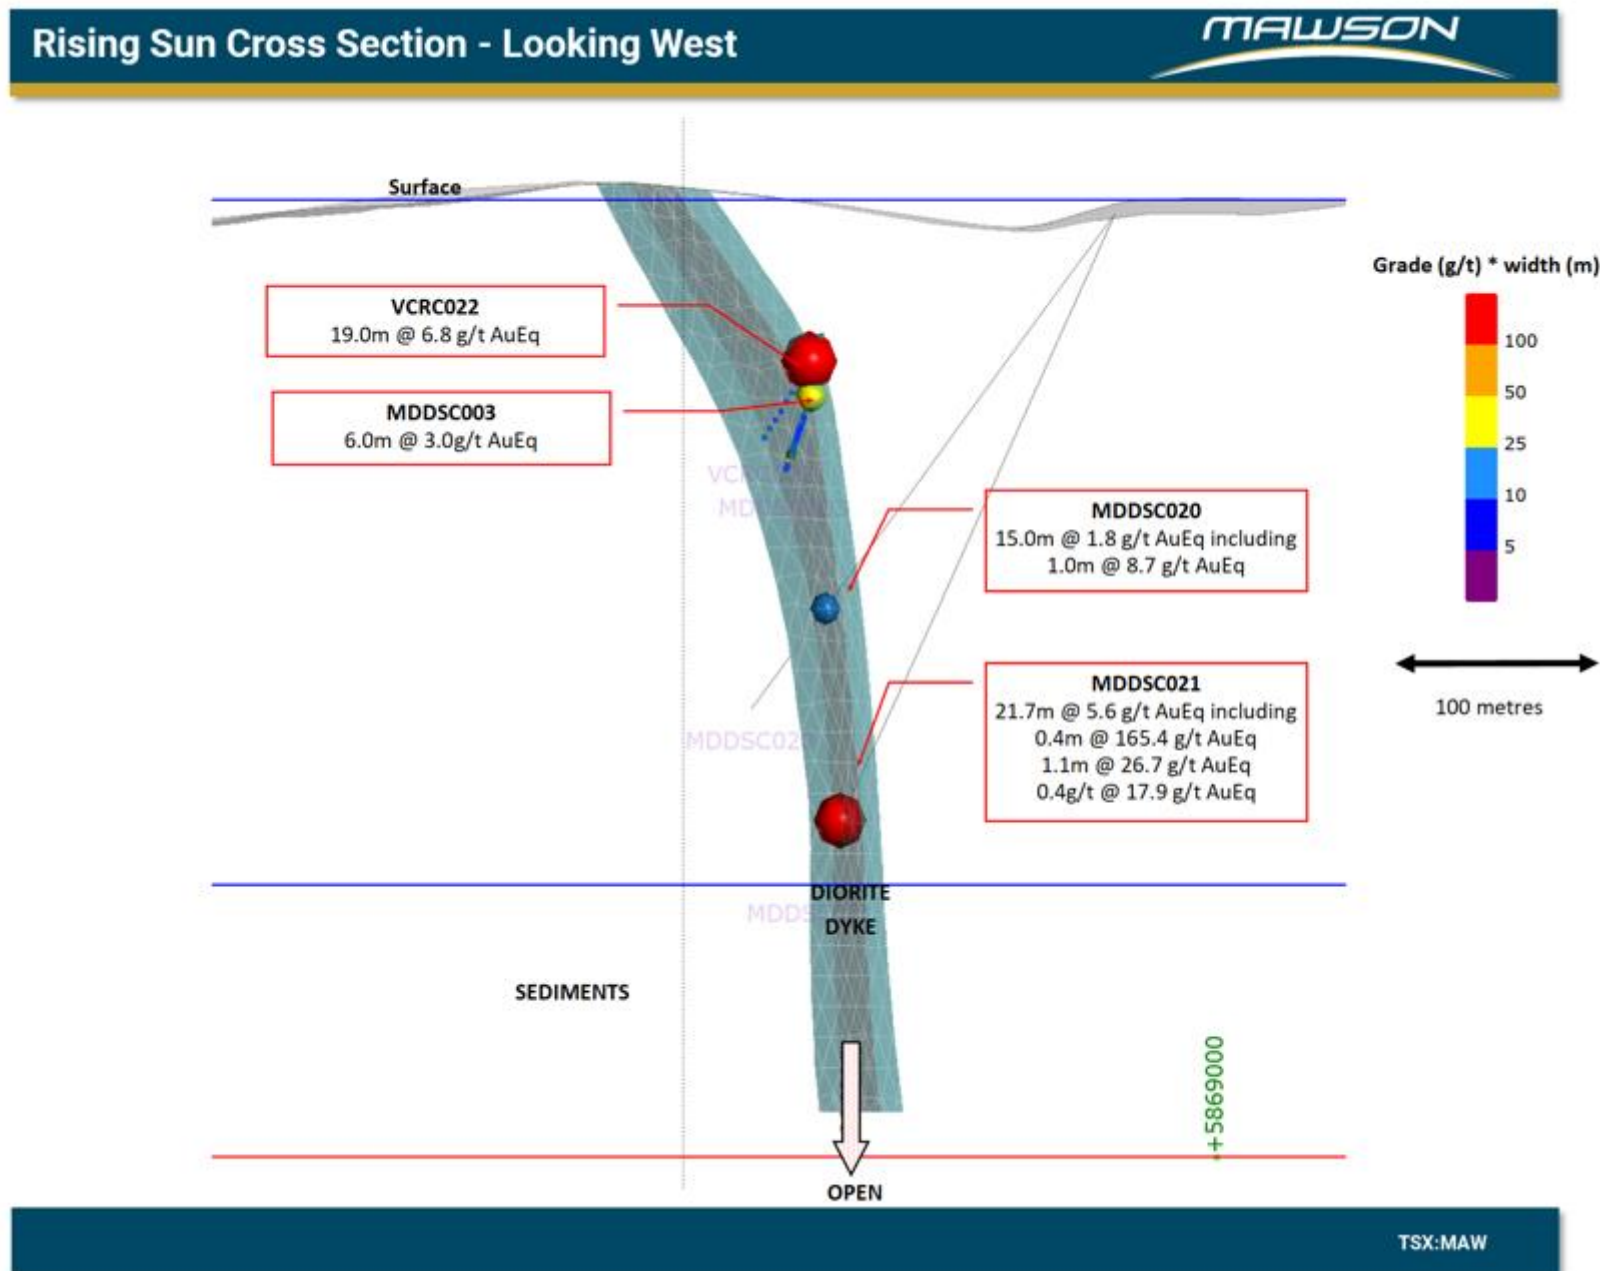 Rising Sun Cross Section - Looking West
MAWSON
Surface
VCRC022
19.0m @ 6.8 g/t AuEq
MDDSC003
6.0m @ 3.0g/t AuEq
MDDSC020
15.0m @ 1.8 g/t AuEq including
1.0m @ 8.7 g/t AuEq
MDDSC02
MDDSC021
21.7m @ 5.6 g/t AuEq including
0.4m @ 165.4 g/t AuEq
1.1m @ 26.7 g/t AuEq
0.4g/t @ 17.9 g/t AuEq
Grade (g/t) * width (m)
100
50
25
10
5
100 metres
DIORITE
DYKE
MDDS
SEDIMENTS
+5869000
OPEN
TSX:MAW